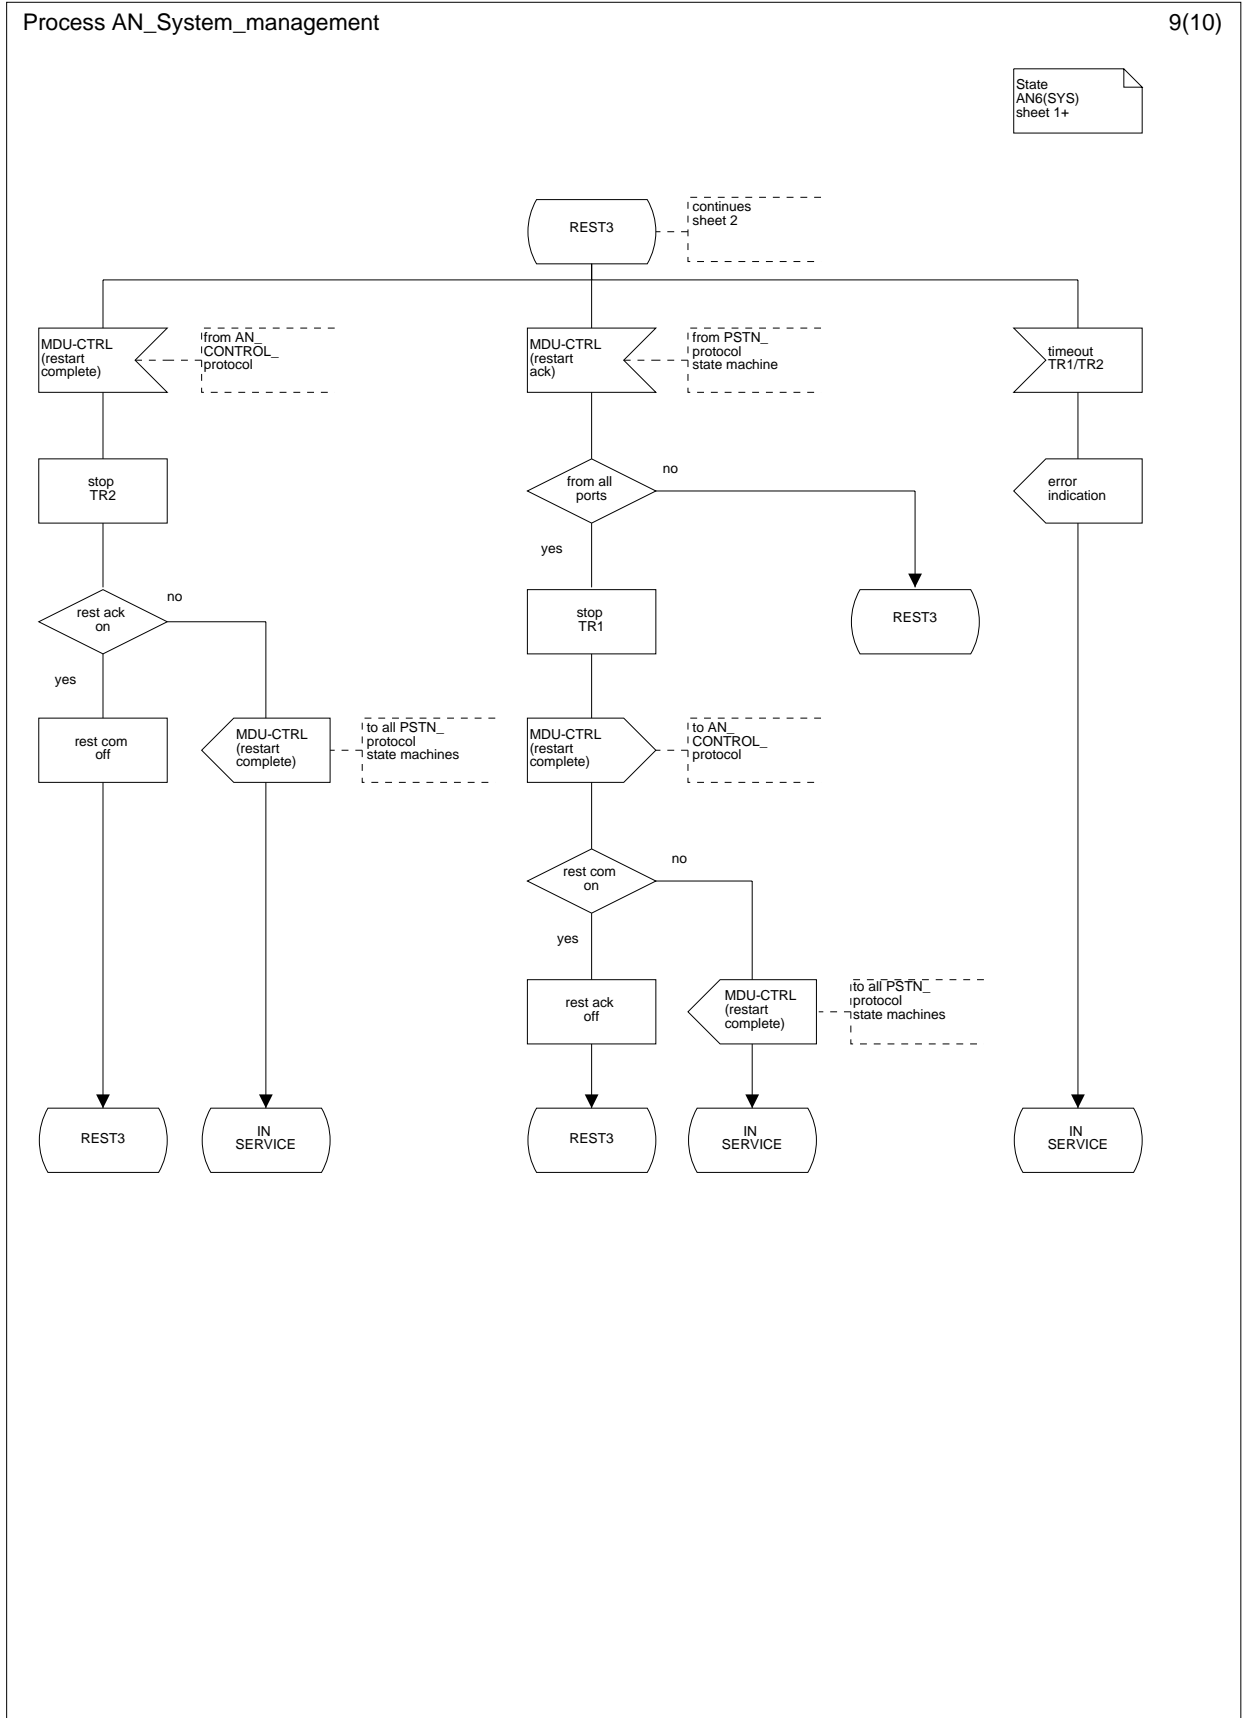 Process AN_System_management
9(10)
State
AN6(SYS)
sheet 1+
REST3
continues
sheet 2
MDU-CTRL
(restart
complete)
from AN_
CONTROL_
protocol
MDU-CTRL
(restart
ack)
from PSTN_
protocol
state machine
timeout
TR1/TR2
stop
TR2
from all
ports
no
error
indication
yes
rest ack
on
no
stop
TR1
REST3
yes
rest com
off
MDU-CTRL
(restart
complete)
to all PSTN_
protocol
state machines
MDU-CTRL
(restart
complete)
to AN_
CONTROL_
protocol
rest com
on
no
yes
rest ack
off
MDU-CTRL
(restart
complete)
to all PSTN_
protocol
state machines
REST3
IN
SERVICE
REST3
IN
SERVICE
IN
SERVICE